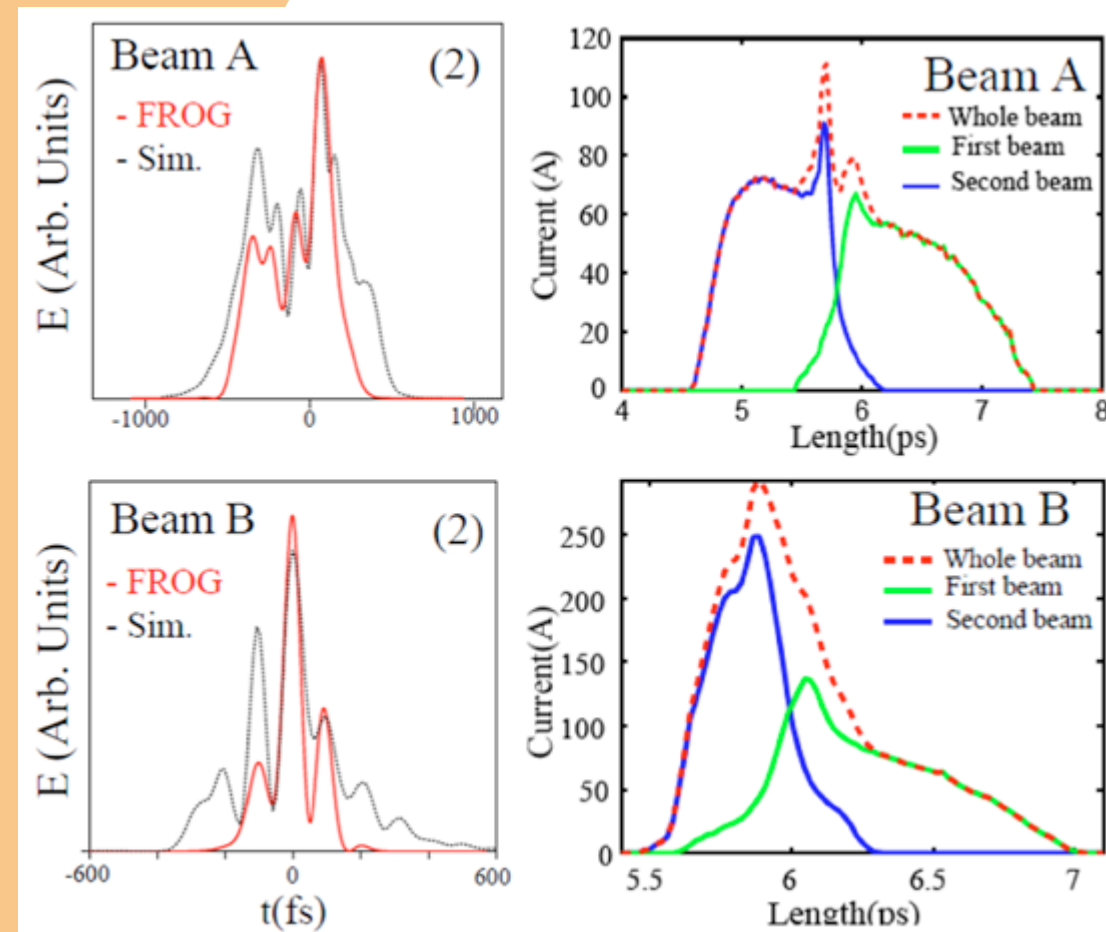 Beam A
(2)
- FROG
- Sim.
E (Arb. Units)
-1000
0
1000
Beam A
Whole beam
First beam
Second beam
Current (A)
120
100
80
60
40
20
0
4
5
6
7
8
Length(ps)
Beam B
(2)
- FROG
- Sim.
E (Arb. Units)
-600
0
600
t(fs)
Beam B
Whole beam
First beam
Second beam
Current(A)
250
200
150
100
50
0
5.5
6
6.5
7
Length(ps)